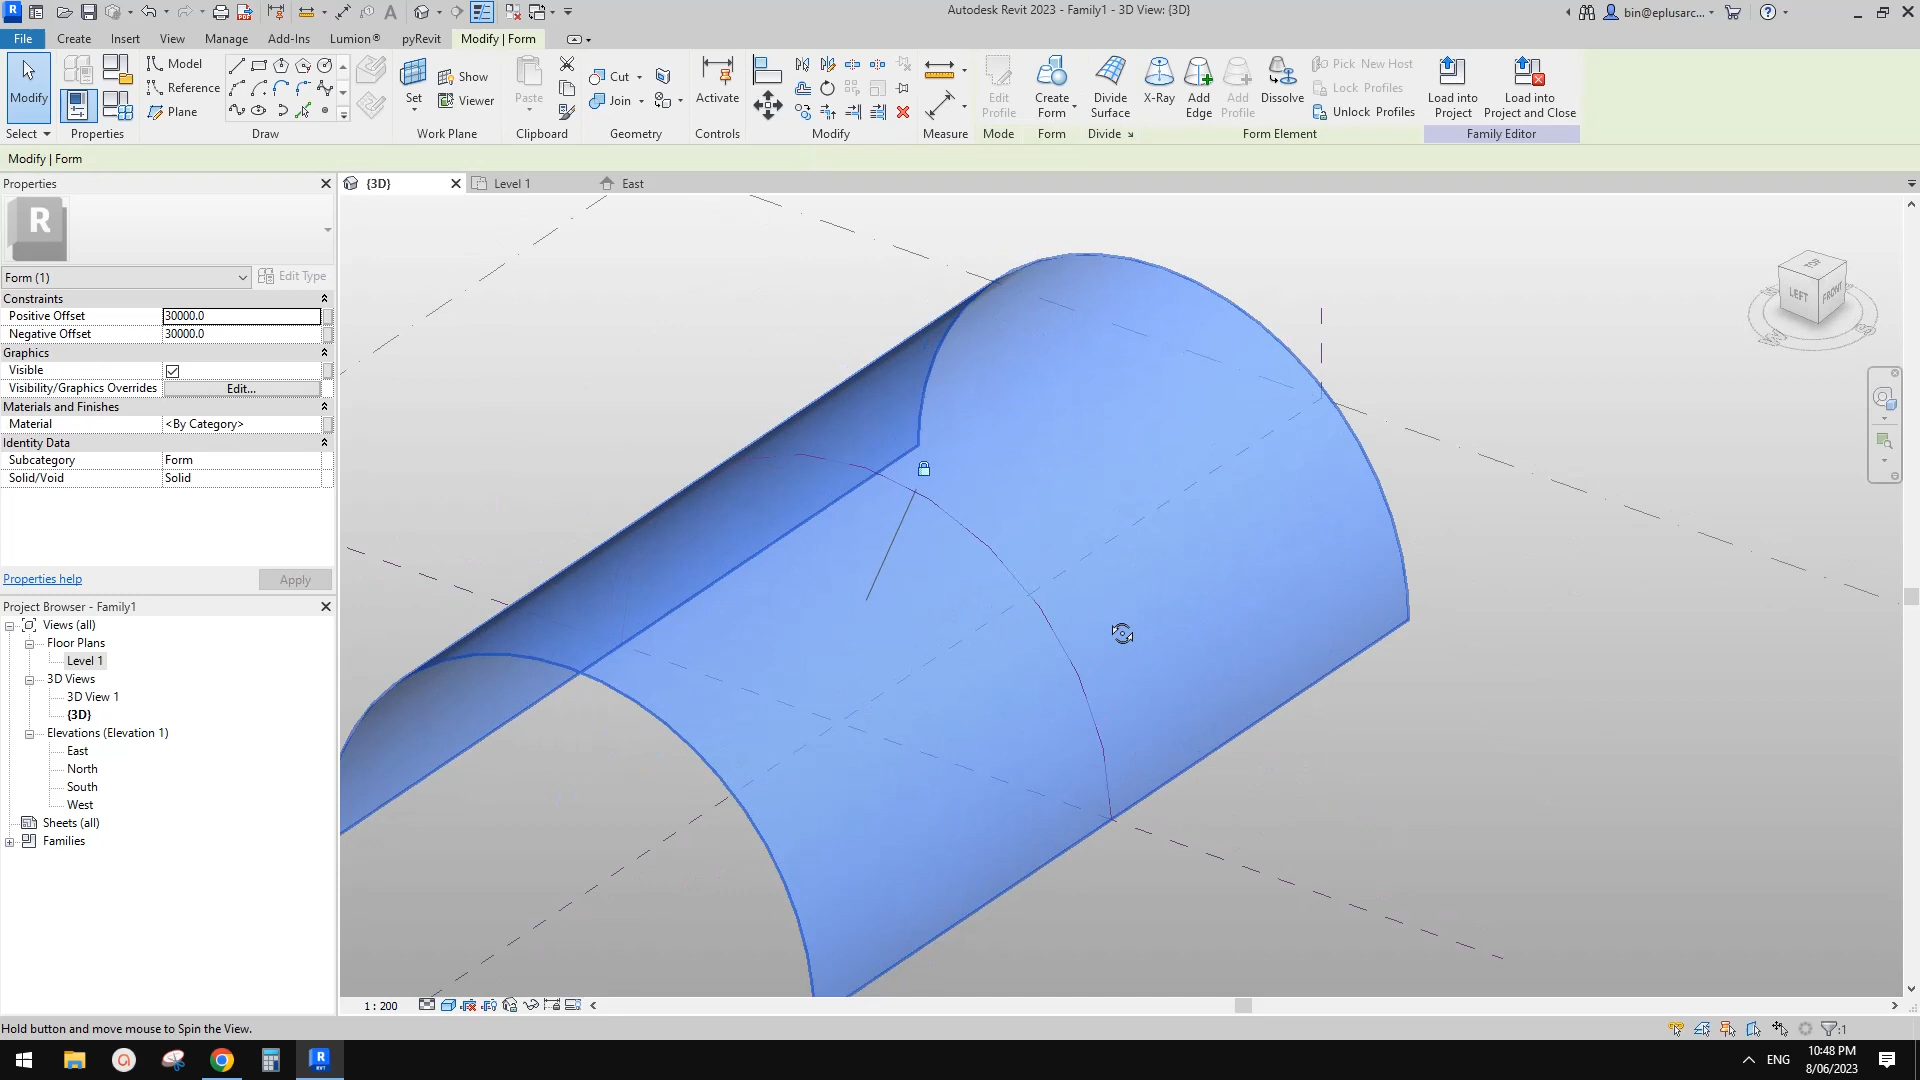 Autodesk Revit 2023 - Family1 - 3D View: {3D}
bin@eplusarc...
File Create Insert View Manage Add-Ins Lumion® pyRevit Modify | Form
Modify
Select
Properties
Model
Reference
Plane
Draw
Set
Show
Viewer
Work Plane
Paste
Clipboard
Cut
Join
Geometry
Activate
Controls
Modify
Measure
Edit Profile
Mode
Create Form
Form
Divide Surface
Divide
X-Ray
Add Edge
Add Profile
Dissolve
Pick New Host
Lock Profiles
Unlock Profiles
Form Element
Load into Project
Load into Project and Close
Family Editor
Modify | Form
Properties
{3D}
Level 1
East
R
Form (1)
Edit Type
Constraints
Positive Offset 30000.0
Negative Offset 30000.0
Graphics
Visible
Visibility/Graphics Overrides Edit...
Materials and Finishes
Material <By Category>
Identity Data
Subcategory Form
Solid/Void Solid
Properties help
Apply
Project Browser - Family1
Views (all)
Floor Plans
Level 1
3D Views
3D View 1
{3D}
Elevations (Elevation 1)
East
North
South
West
Sheets (all)
Families
TOP
LEFT
FRONT
1 : 200
Hold button and move mouse to Spin the View.
:1
ENG
10:48 PM
8/06/2023